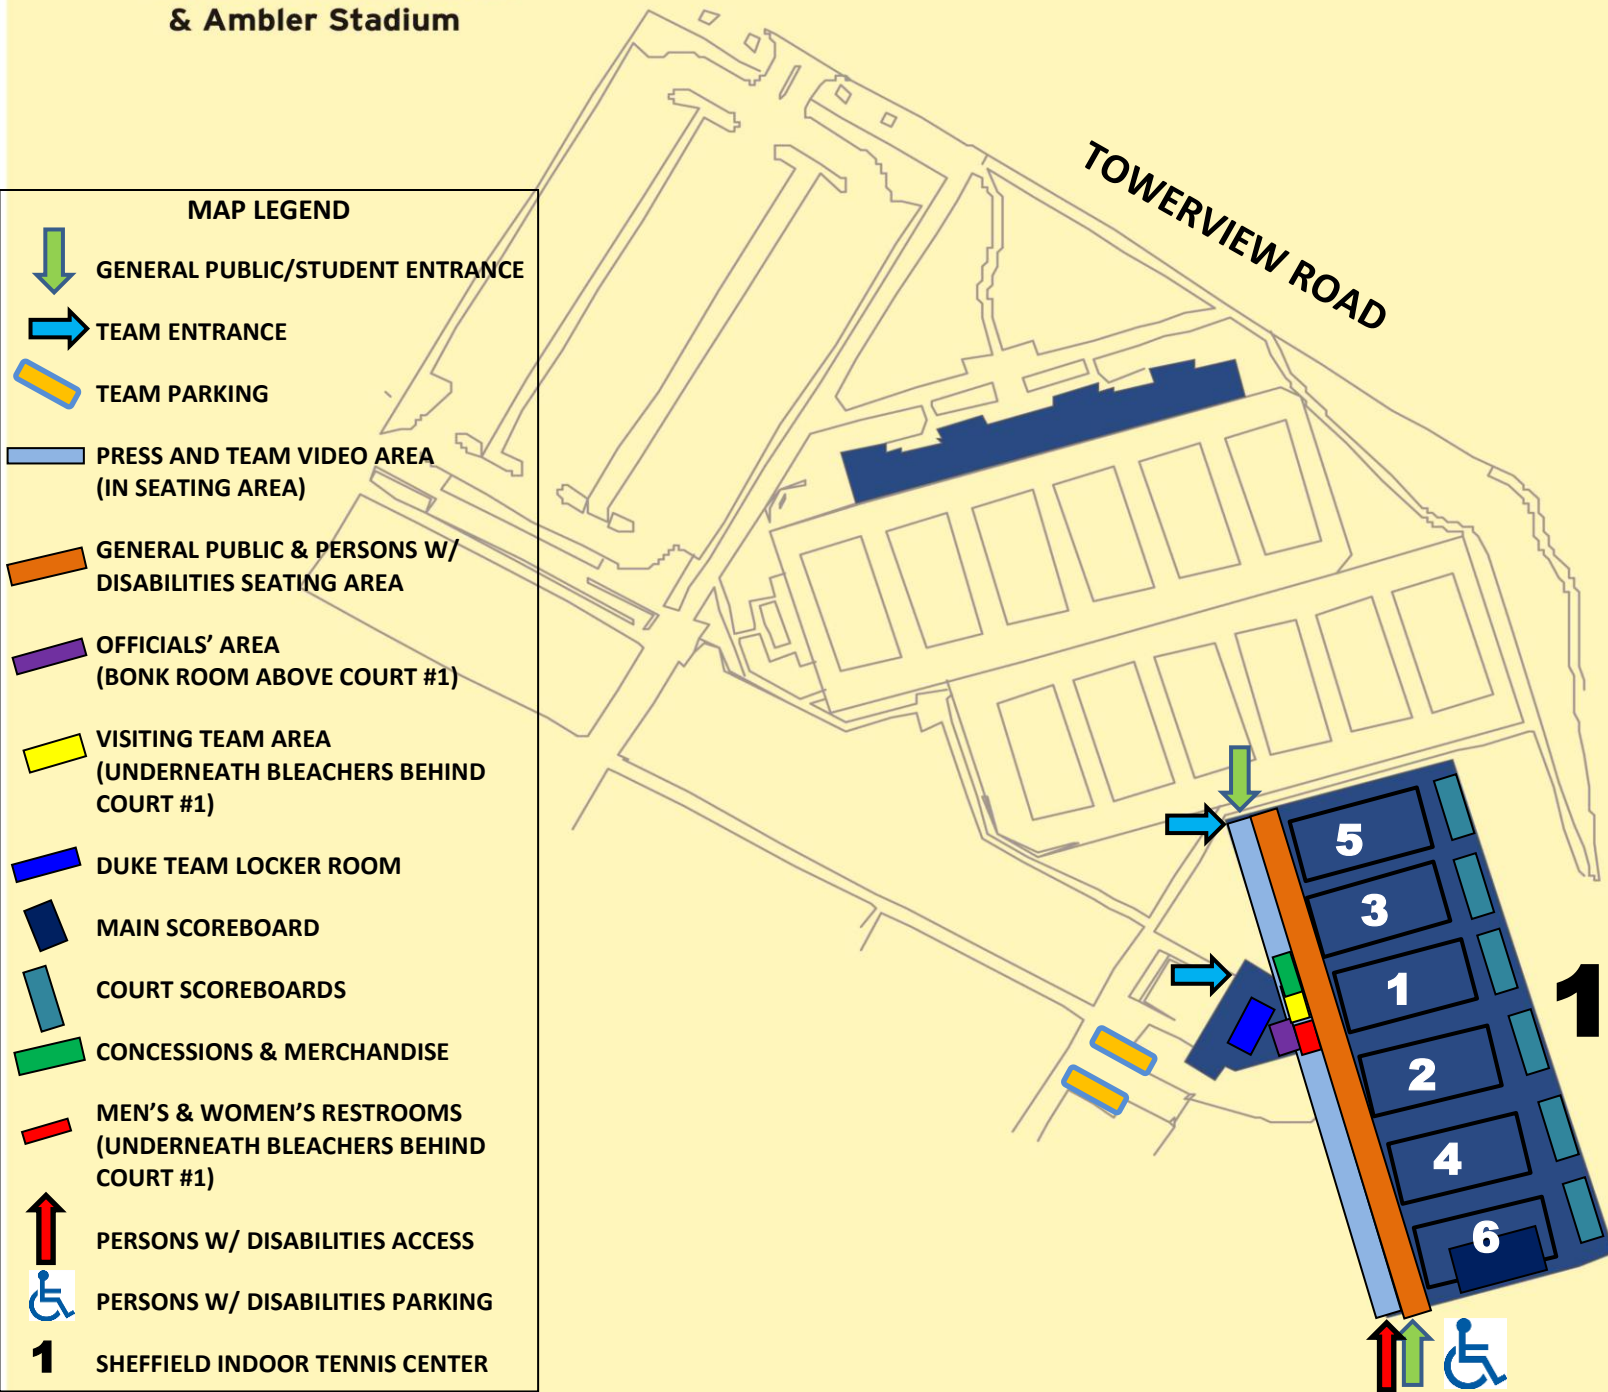 & Ambler Stadium
TOWERVIEW ROAD
MAP LEGEND
GENERAL PUBLIC/STUDENT ENTRANCE
TEAM ENTRANCE
TEAM PARKING
PRESS AND TEAM VIDEO AREA
(IN SEATING AREA)
GENERAL PUBLIC & PERSONS W/
DISABILITIES SEATING AREA
OFFICIALS' AREA
(BONK ROOM ABOVE COURT #1)
VISITING TEAM AREA
(UNDERNEATH BLEACHERS BEHIND
COURT #1)
DUKE TEAM LOCKER ROOM
MAIN SCOREBOARD
COURT SCOREBOARDS
CONCESSIONS & MERCHANDISE
MEN'S & WOMEN'S RESTROOMS
(UNDERNEATH BLEACHERS BEHIND
COURT #1)
PERSONS W/ DISABILITIES ACCESS
PERSONS W/ DISABILITIES PARKING
1 SHEFFIELD INDOOR TENNIS CENTER
5
3
1
1
2
4
6